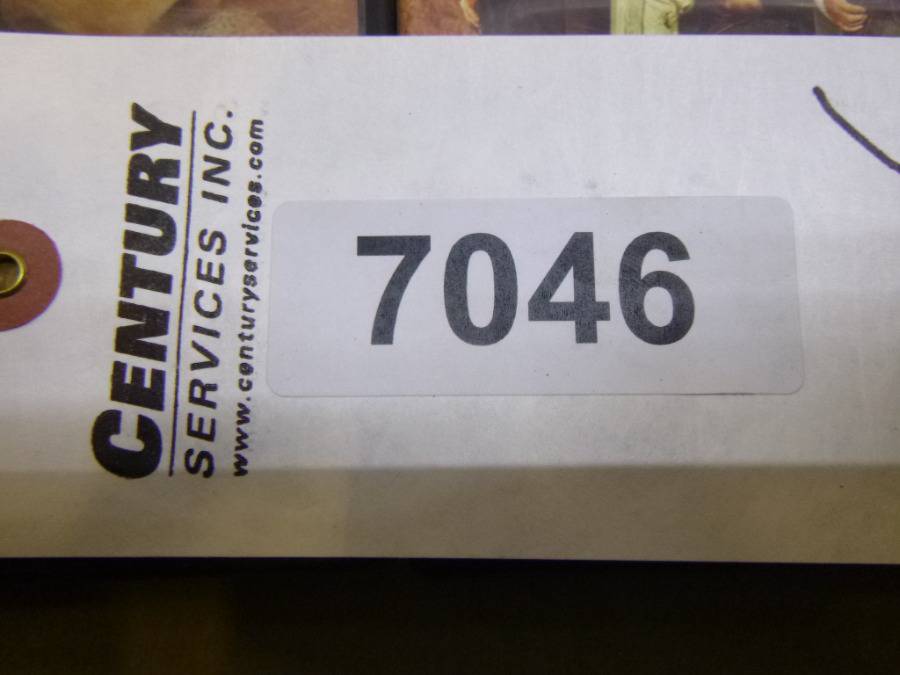 CENTURY
SERVICES INC.
www.centuryservices.com
7046